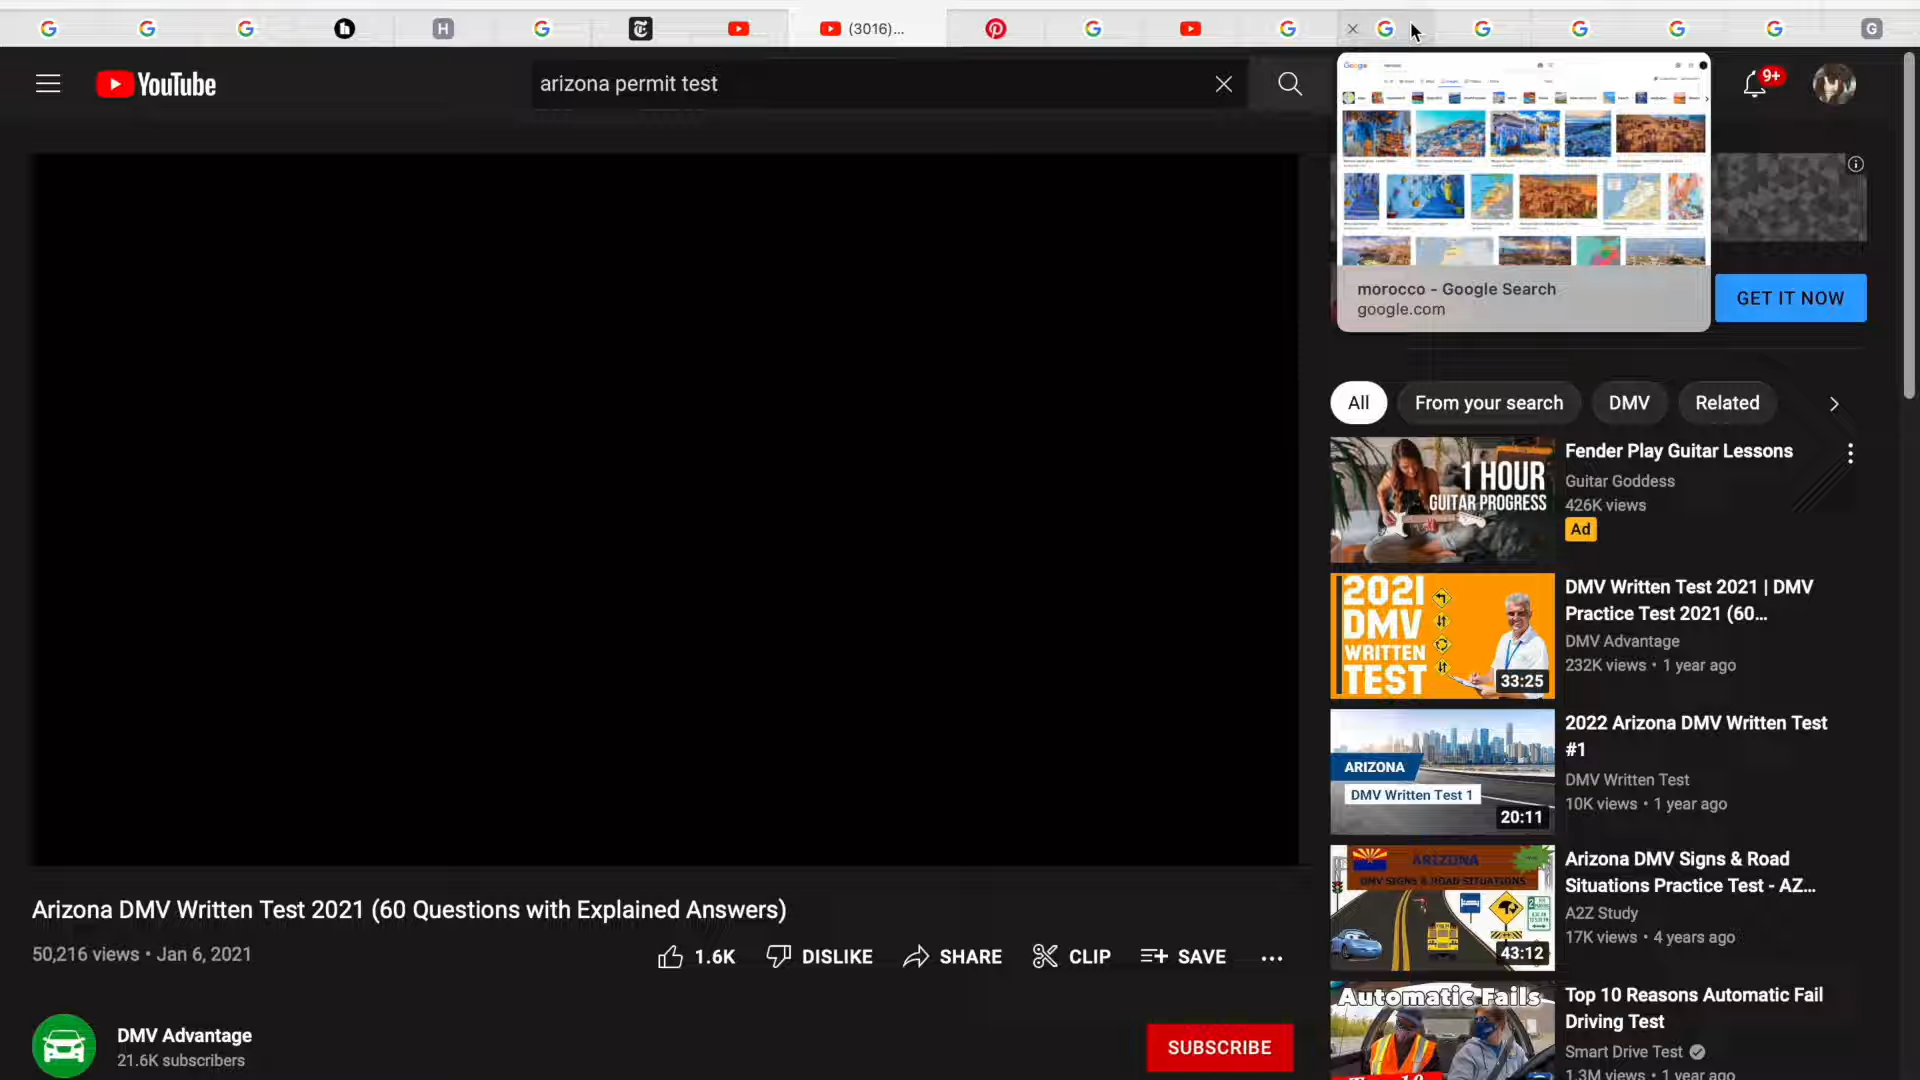 H
(3016)...
G
YouTube
arizona permit test
9+
Google
morocco - Google Search
google.com
GET IT NOW
All
From your search
DMV
Related
1 HOUR
GUITAR PROGRESS
Fender Play Guitar Lessons
Guitar Goddess
426K views
Ad
2021
DMV
WRITTEN
TEST
33:25
DMV Written Test 2021 | DMV
Practice Test 2021 (60...
DMV Advantage
232K views • 1 year ago
ARIZONA
DMV Written Test 1
20:11
2022 Arizona DMV Written Test
#1
DMV Written Test
10K views • 1 year ago
ARIZONA
DMV SIGNS & ROAD SITUATIONS
43:12
Arizona DMV Signs & Road
Situations Practice Test - AZ...
A2Z Study
17K views • 4 years ago
Automatic Fails
Top 10 Reasons Automatic Fail
Driving Test
Smart Drive Test
1.3M views • 1 year ago
Arizona DMV Written Test 2021 (60 Questions with Explained Answers)
50,216 views • Jan 6, 2021
1.6K
DISLIKE
SHARE
CLIP
SAVE
DMV Advantage
21.6K subscribers
SUBSCRIBE